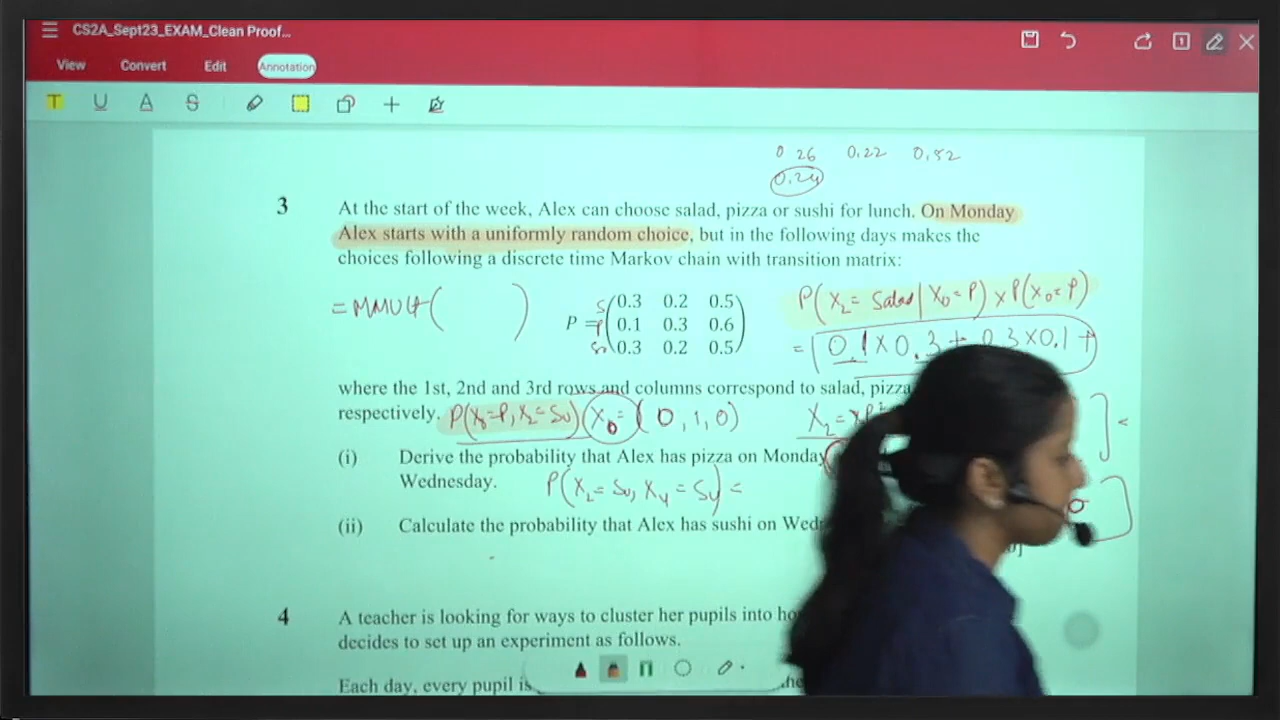 CS2A_Sept23_EXAM_Clean Proof...
View Convert Edit Annotation
0.26 0.22 0.52
0.24
3 At the start of the week, Alex can choose salad, pizza or sushi for lunch. On Monday
Alex starts with a uniformly random choice, but in the following days makes the
choices following a discrete time Markov chain with transition matrix:
= MMULT( )
P =
S 0.3 0.2 0.5
P 0.1 0.3 0.6
Su 0.3 0.2 0.5
P(X₂ = Salad | X₀ = P) × P(X₀ = P)
= 0.1 × 0.3 + 0.3 × 0.1 +
where the 1st, 2nd and 3rd rows and columns correspond to salad, pizza
respectively. P(X₀=P, X₂=Su) X₀ = (0, 1, 0)
(i) Derive the probability that Alex has pizza on Monday
Wednesday. P(X₂ = Su, X₄ = Su) =
(ii) Calculate the probability that Alex has sushi on Wed
4 A teacher is looking for ways to cluster her pupils into
decides to set up an experiment as follows.
Each day, every pupil is